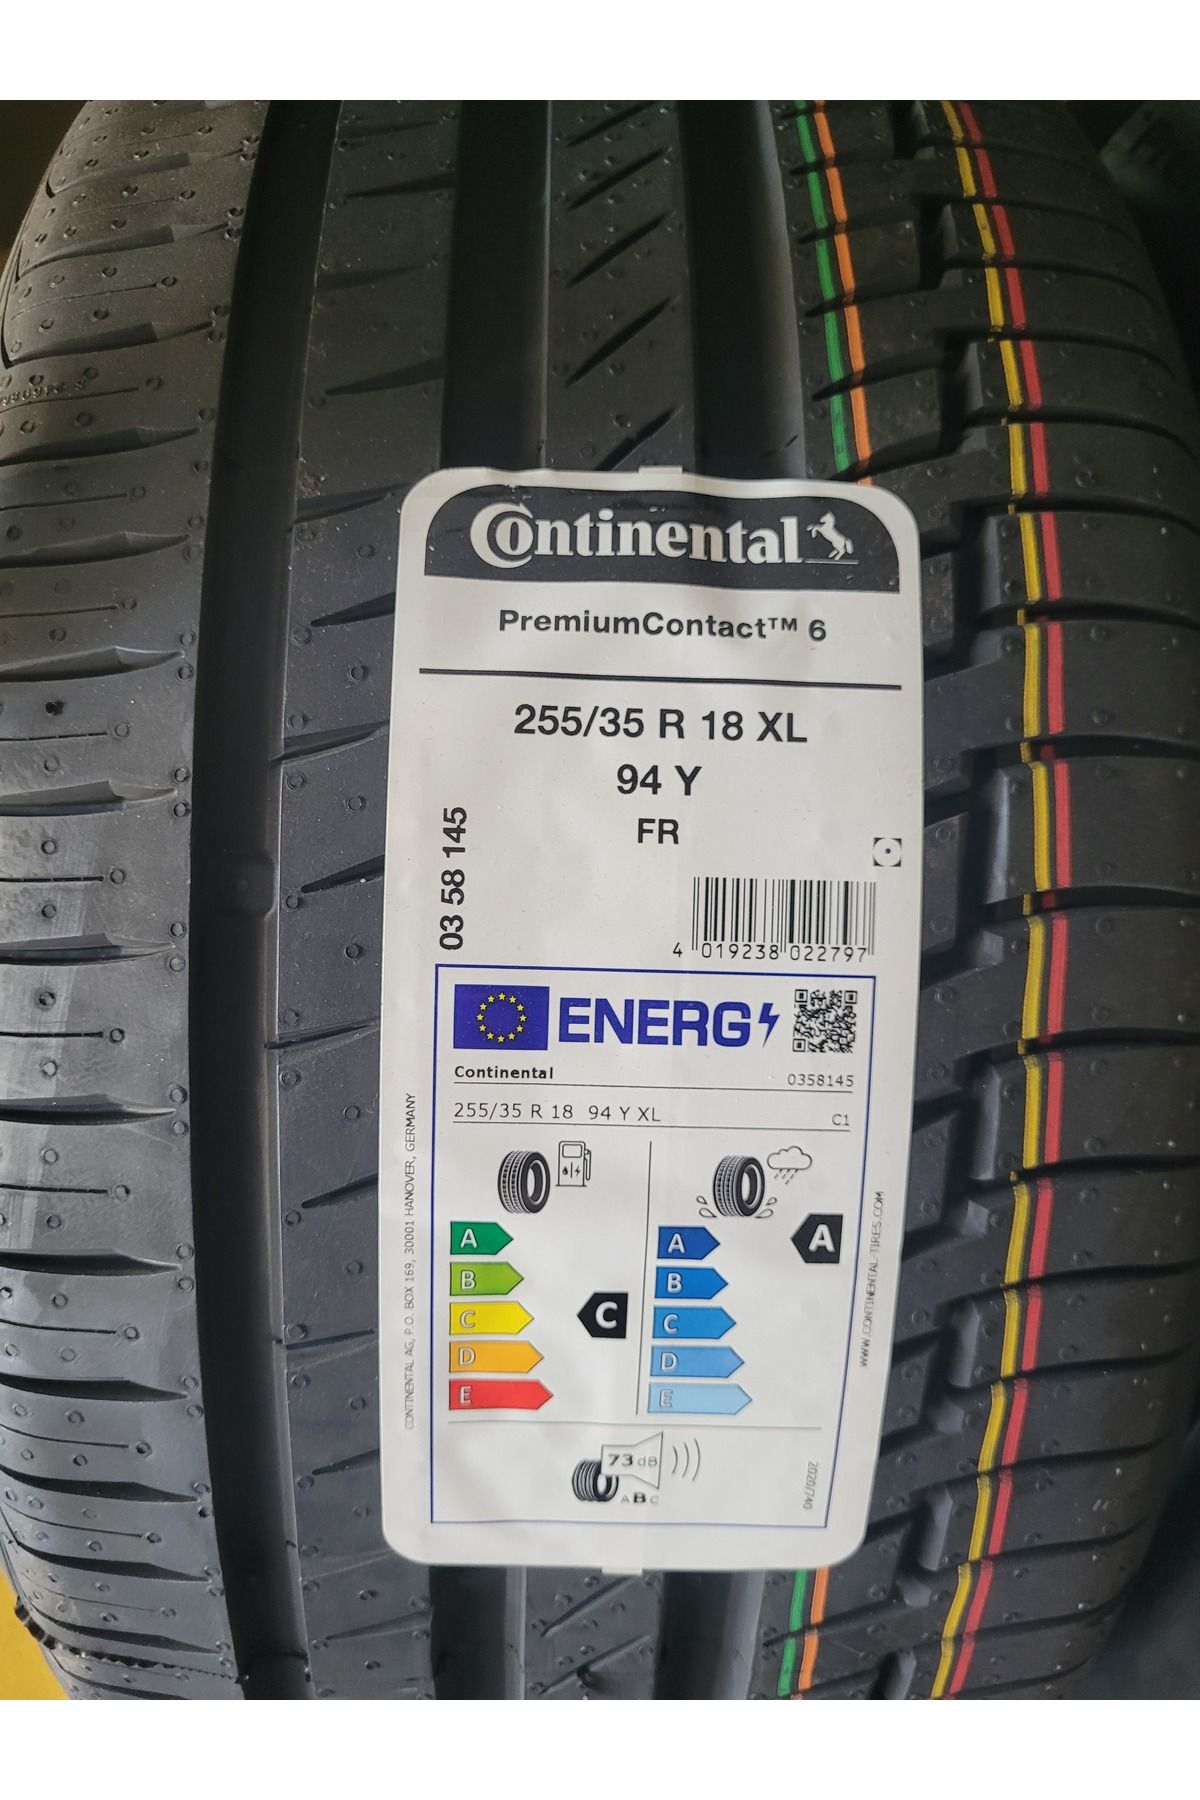 Continental
PremiumContact™ 6
255/35 R 18 XL
94 Y
FR
03 58 145
4 019238 022797
ENERG
Continental
0358145
255/35 R 18 94 Y XL
C1
A
B
C
D
E
C
A
B
C
D
E
A
73 dB
ABC
2020/740
CONTINENTAL AG, P.O. BOX 169, 30001 HANOVER, GERMANY
WWW.CONTINENTAL-TIRES.COM